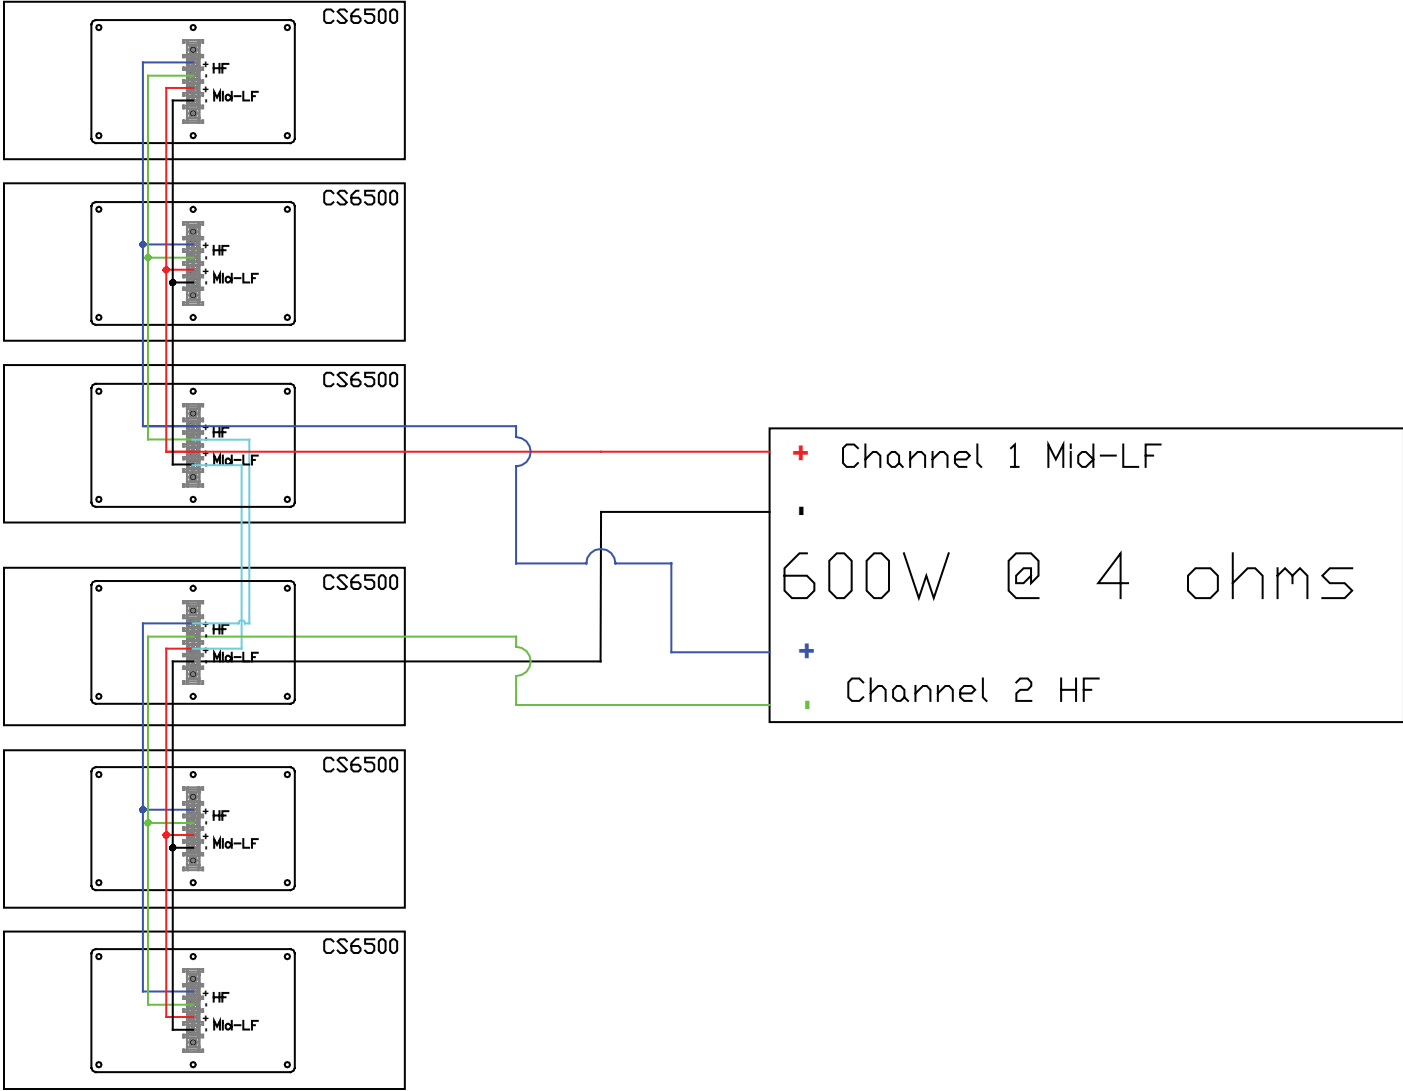 CS6500
+ HF
-
+ Mid-LF
-
CS6500
+ HF
-
+ Mid-LF
-
CS6500
+ HF
-
+ Mid-LF
-
CS6500
+ HF
-
+ Mid-LF
-
CS6500
+ HF
-
+ Mid-LF
-
CS6500
+ HF
-
+ Mid-LF
-
+ Channel 1 Mid-LF
-
600W @ 4 ohms
+
- Channel 2 HF